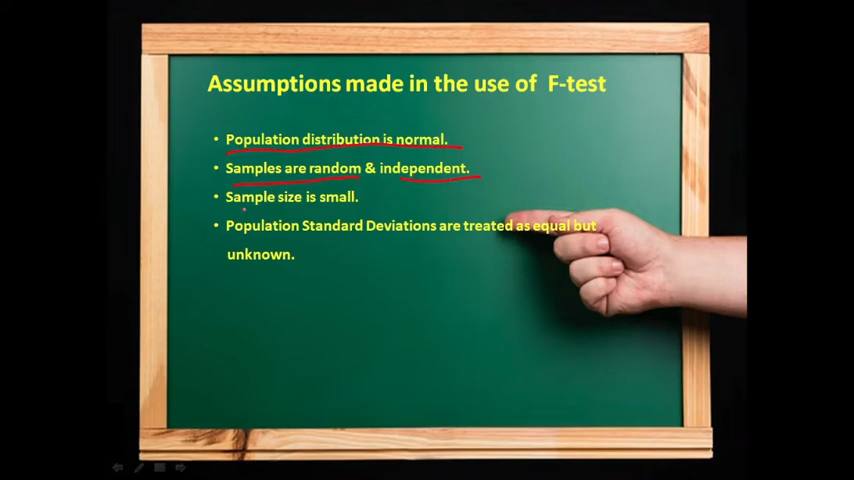 Assumptions made in the use of F-test
• Population distribution is normal.
• Samples are random & independent.
• Sample size is small.
• Population Standard Deviations are treated as equal but
unknown.